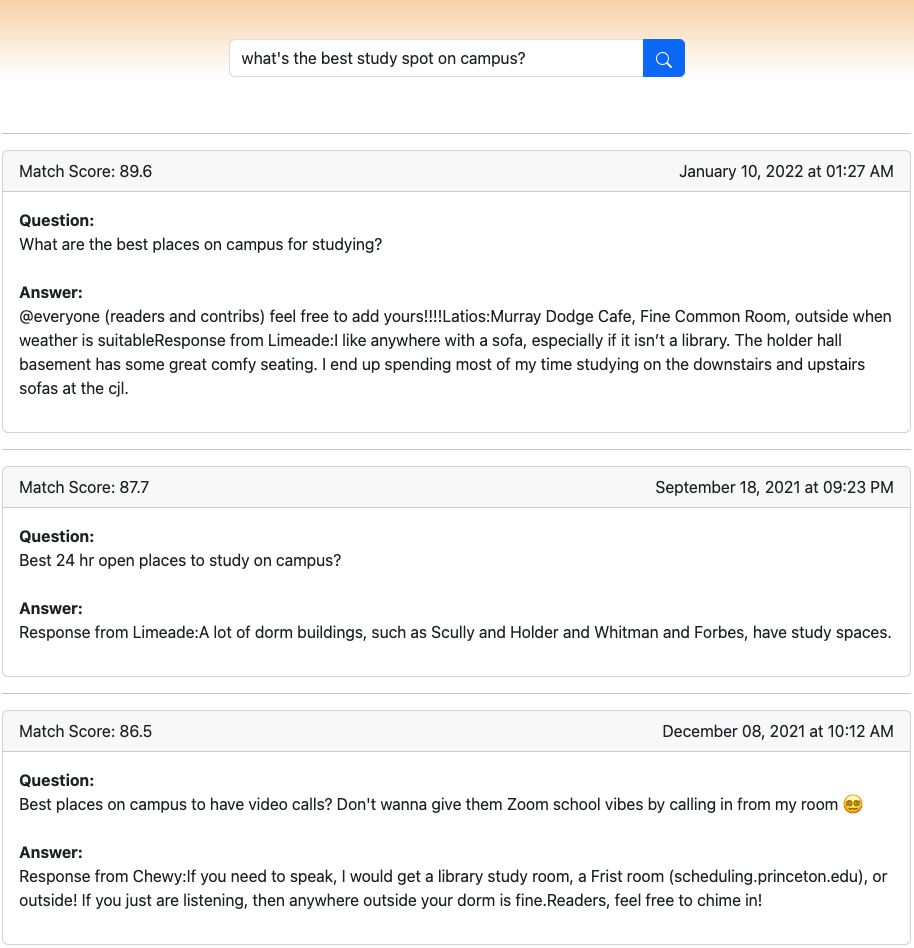 what's the best study spot on campus?
Match Score: 89.6 January 10, 2022 at 01:27 AM
Question:
What are the best places on campus for studying?
Answer:
@everyone (readers and contribs) feel free to add yours!!!!Latios:Murray Dodge Cafe, Fine Common Room, outside when
weather is suitableResponse from Limeade:I like anywhere with a sofa, especially if it isn’t a library. The holder hall
basement has some great comfy seating. I end up spending most of my time studying on the downstairs and upstairs
sofas at the cjl.
Match Score: 87.7 September 18, 2021 at 09:23 PM
Question:
Best 24 hr open places to study on campus?
Answer:
Response from Limeade:A lot of dorm buildings, such as Scully and Holder and Whitman and Forbes, have study spaces.
Match Score: 86.5 December 08, 2021 at 10:12 AM
Question:
Best places on campus to have video calls? Don't wanna give them Zoom school vibes by calling in from my room 😵‍💫
Answer:
Response from Chewy:If you need to speak, I would get a library study room, a Frist room (scheduling.princeton.edu), or
outside! If you just are listening, then anywhere outside your dorm is fine.Readers, feel free to chime in!